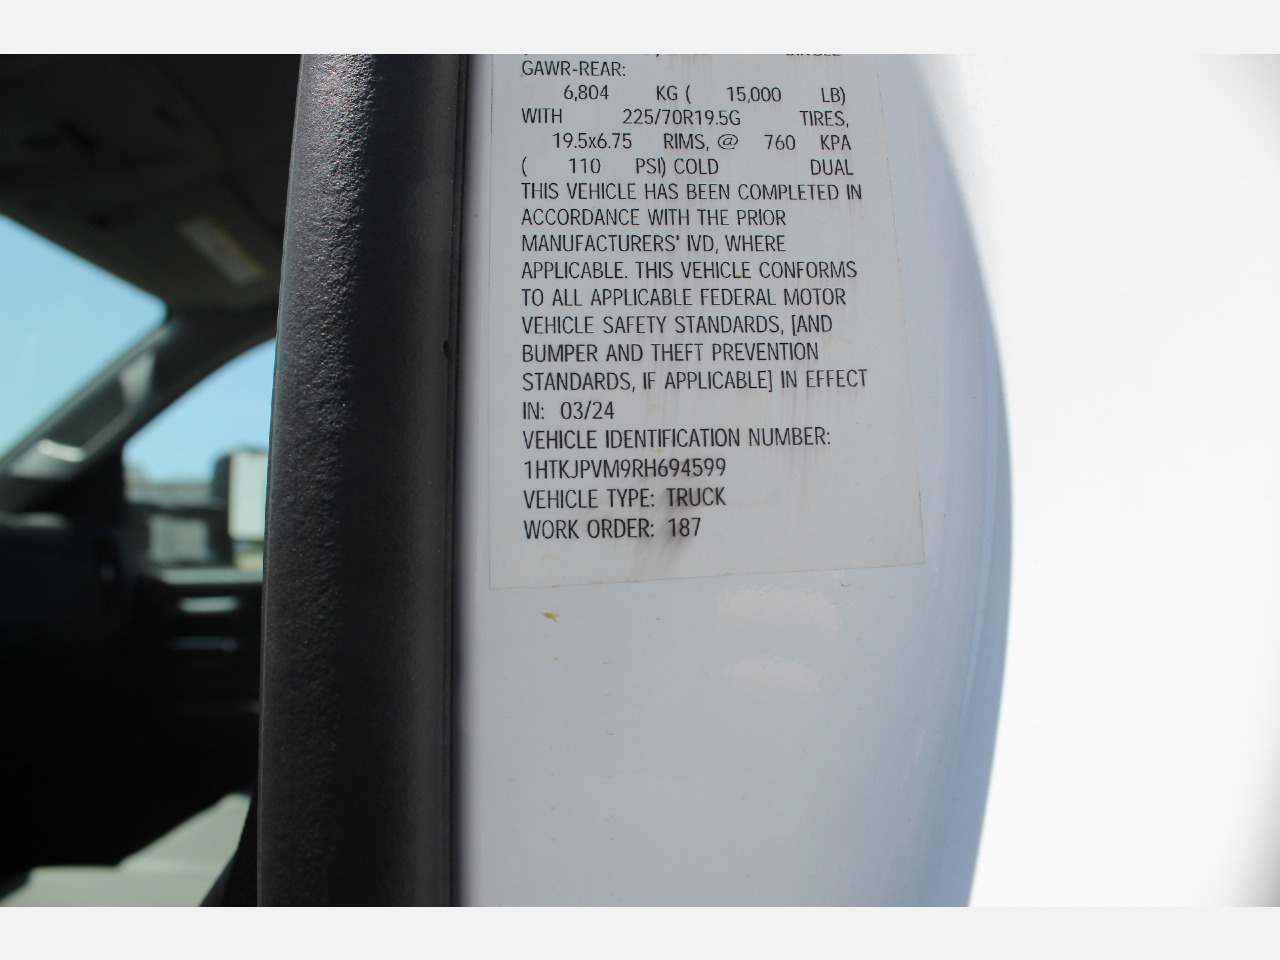 GAWR-REAR:
6,804 KG ( 15,000 LB)
WITH 225/70R19.5G TIRES,
19.5x6.75 RIMS, @ 760 KPA
( 110 PSI) COLD DUAL
THIS VEHICLE HAS BEEN COMPLETED IN
ACCORDANCE WITH THE PRIOR
MANUFACTURERS' IVD, WHERE
APPLICABLE. THIS VEHICLE CONFORMS
TO ALL APPLICABLE FEDERAL MOTOR
VEHICLE SAFETY STANDARDS, [AND
BUMPER AND THEFT PREVENTION
STANDARDS, IF APPLICABLE] IN EFFECT
IN: 03/24
VEHICLE IDENTIFICATION NUMBER:
1HTKJPVM9RH694599
VEHICLE TYPE: TRUCK
WORK ORDER: 187